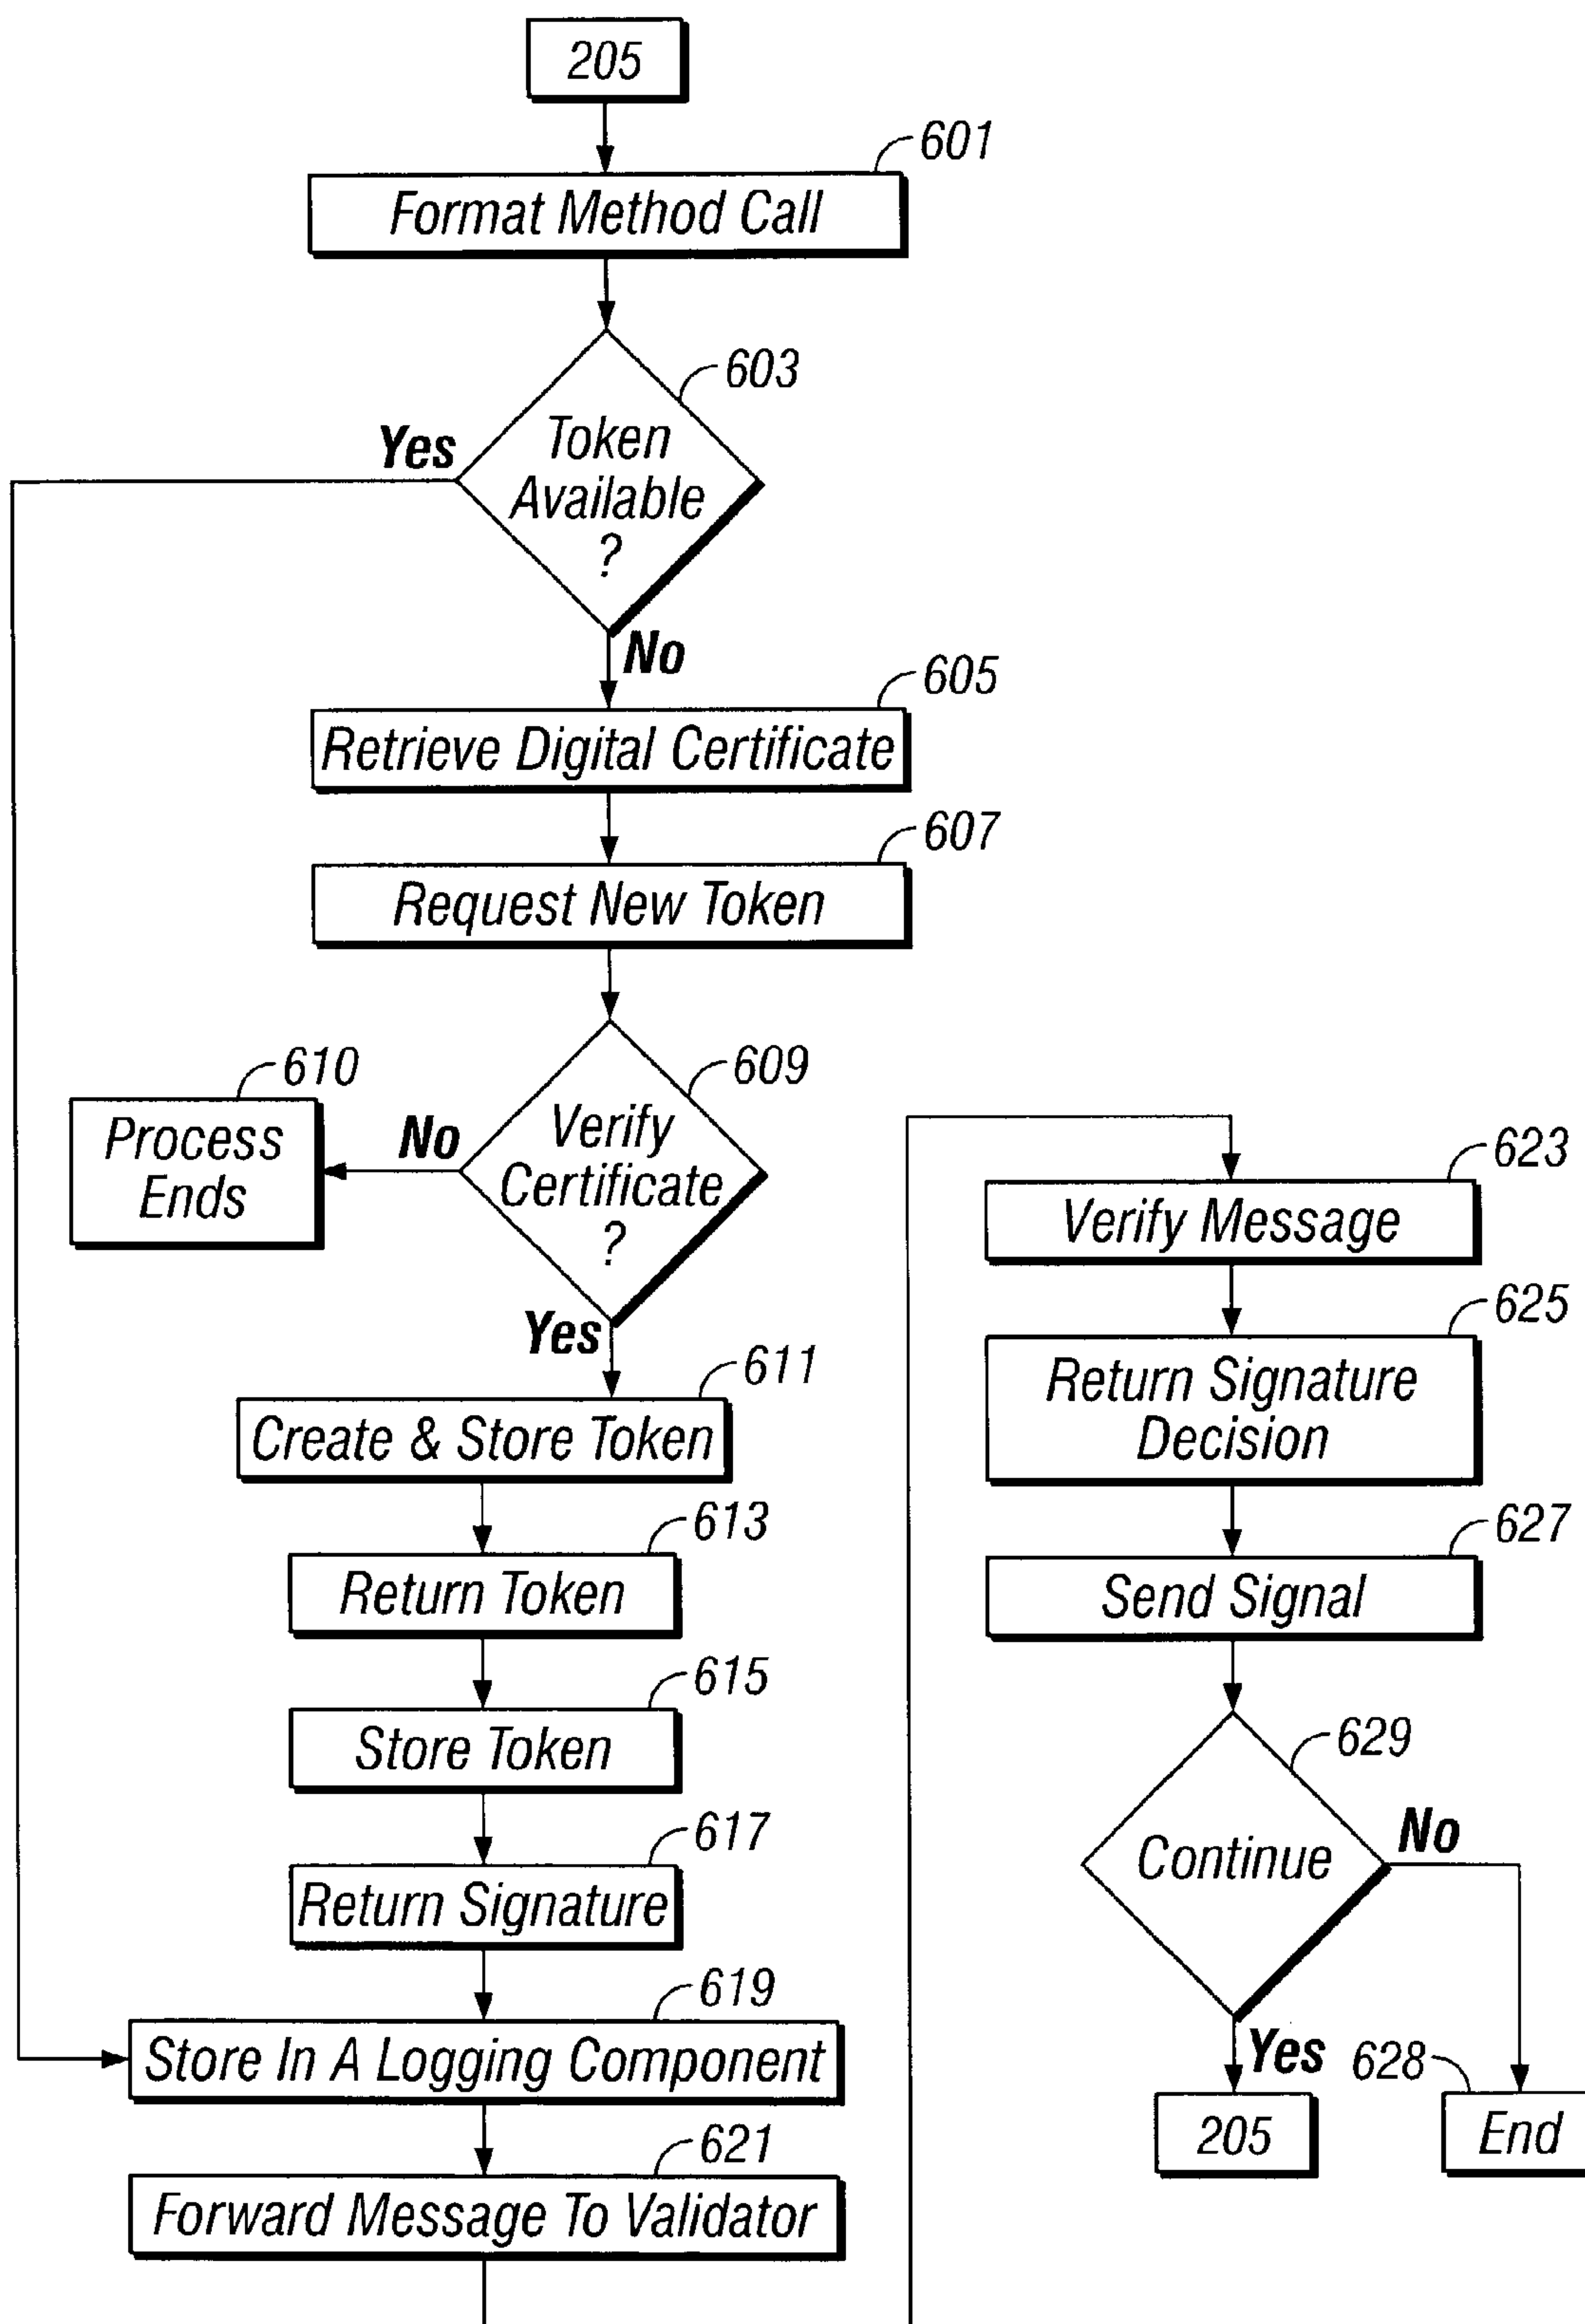 205
601
Format Method Call
603
Yes
Token
Available
?
No
605
Retrieve Digital Certificate
607
Request New Token
610
Process
Ends
No
609
Verify
Certificate
?
Yes
611
Create & Store Token
613
Return Token
615
Store Token
617
Return Signature
619
Store In A Logging Component
621
Forward Message To Validator
623
Verify Message
625
Return Signature
Decision
627
Send Signal
629
Continue
No
Yes
205
628
End